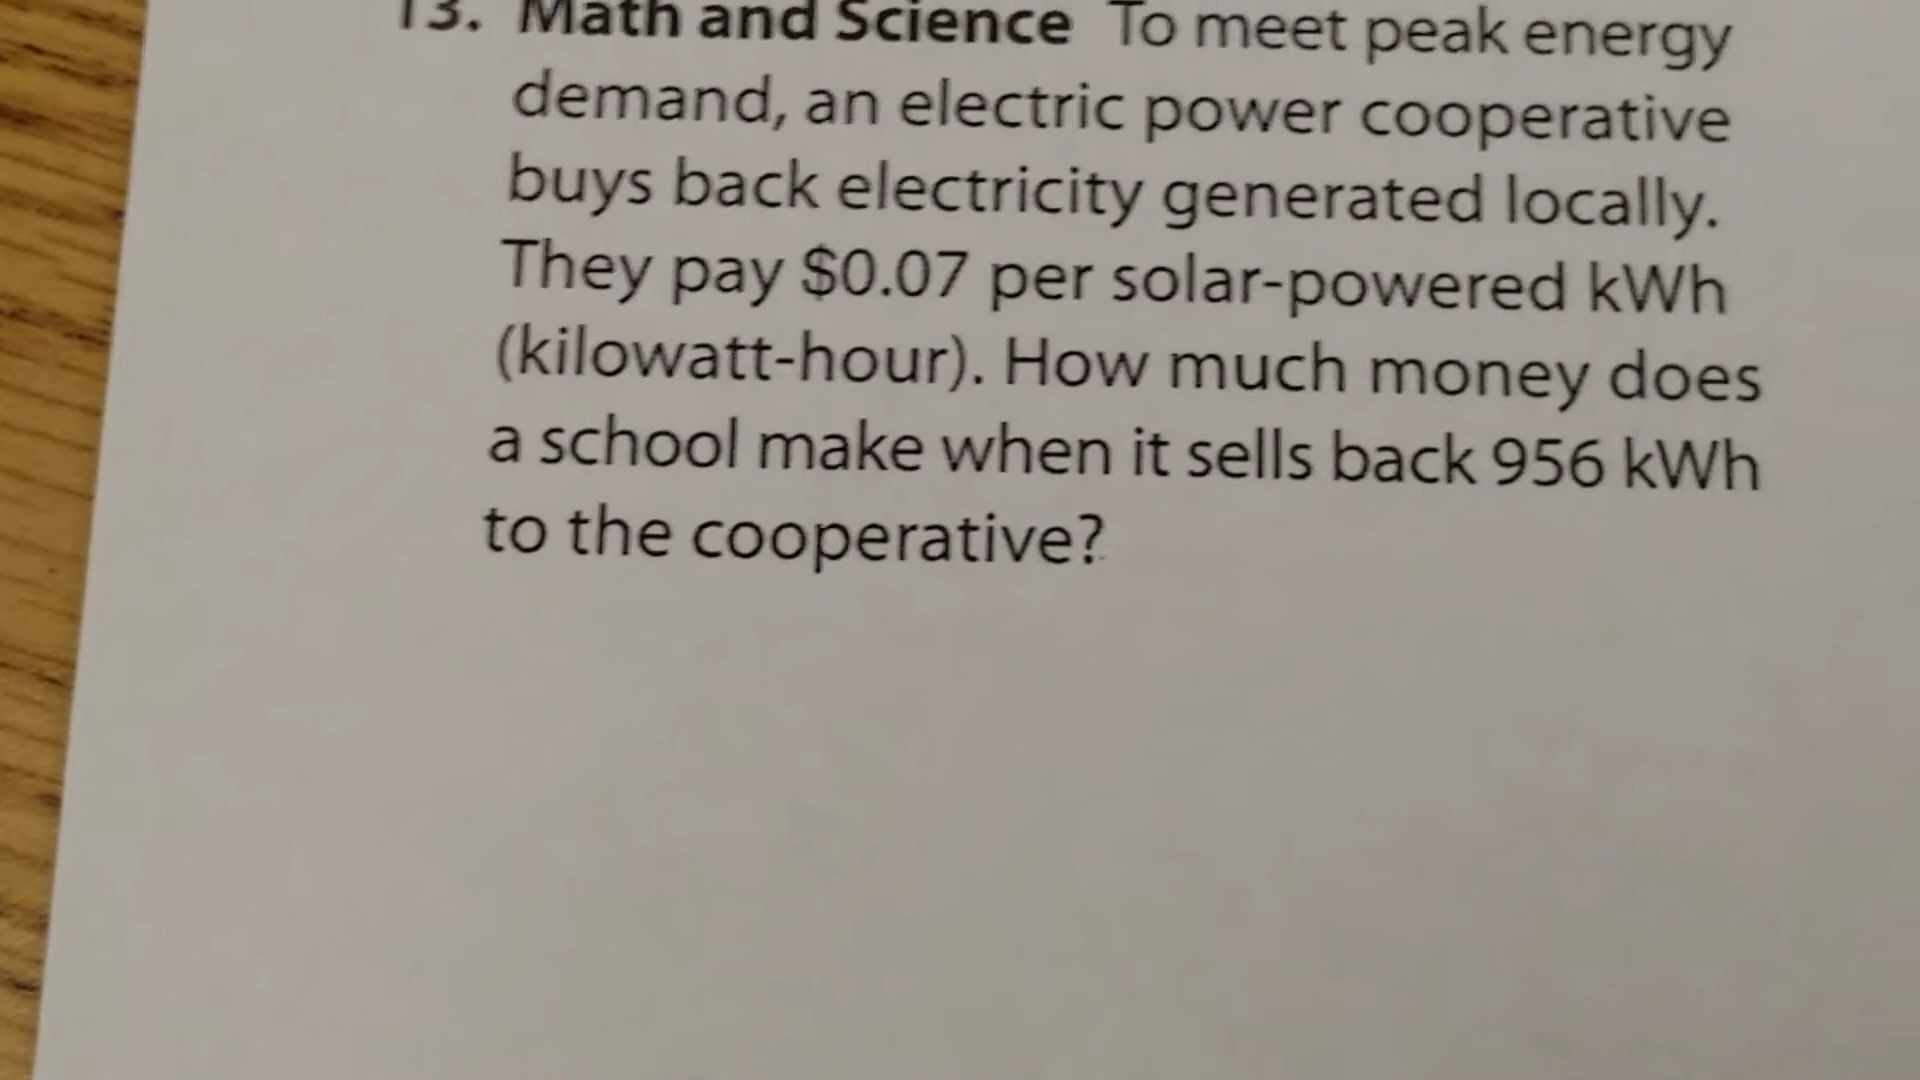 13. Math and Science To meet peak energy
demand, an electric power cooperative
buys back electricity generated locally.
They pay $0.07 per solar-powered kWh
(kilowatt-hour). How much money does
a school make when it sells back 956 kWh
to the cooperative?